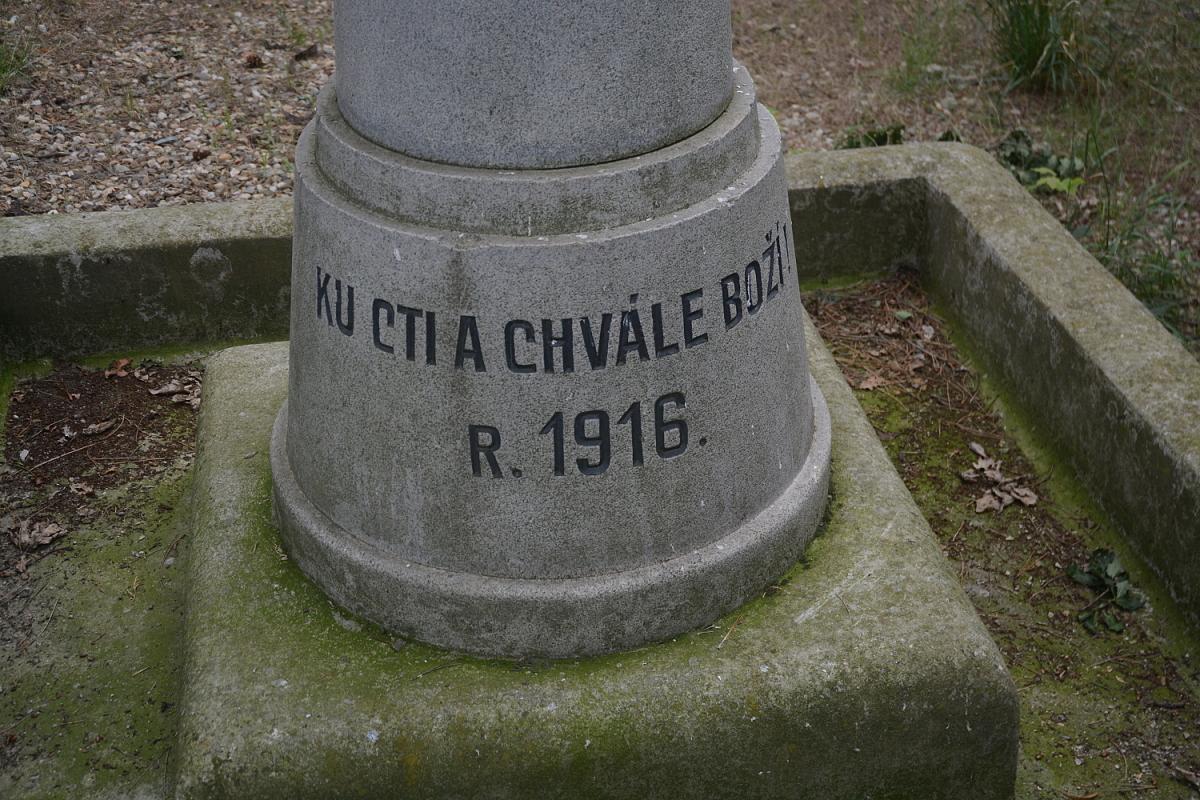 KU CTI A CHVÁLE BOŽÍ!
R. 1916.